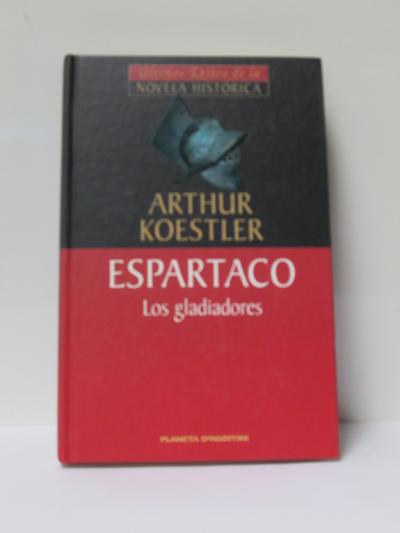 Últimos Éxitos de la
NOVELA HISTÓRICA
ARTHUR
KOESTLER
ESPARTACO
Los gladiadores
PLANETA DEAGOSTINI